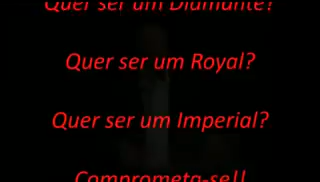 Quer ser um Diamante?
Quer ser um Royal?
Quer ser um Imperial?
Comprometa-se!!